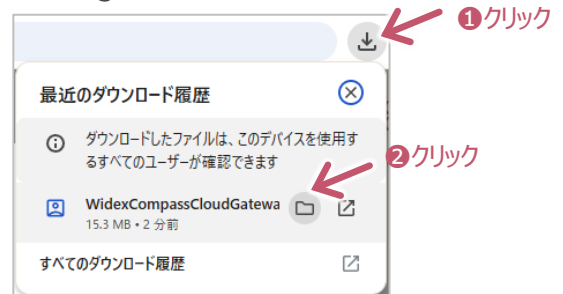 ❶クリック
最近のダウンロード履歴
ダウンロードしたファイルは、このデバイスを使用す
るすべてのユーザーが確認できます
❷クリック
WidexCompassCloudGatewa
15.3 MB • 2 分前
すべてのダウンロード履歴